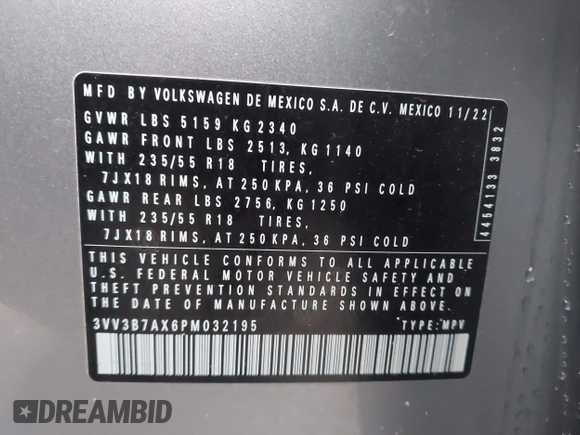 MFD BY VOLKSWAGEN DE MEXICO S.A. DE C.V. MEXICO 11/22
GVWR LBS 5159 KG 2340
GAWR FRONT LBS 2513, KG 1140
WITH 235/55 R18 TIRES,
7JX18 RIMS, AT 250 KPA, 36 PSI COLD
GAWR REAR LBS 2756, KG 1250
WITH 235/55 R18 TIRES,
7JX18 RIMS, AT 250 KPA, 36 PSI COLD
THIS VEHICLE CONFORMS TO ALL APPLICABLE
U.S. FEDERAL MOTOR VEHICLE SAFETY AND
THEFT PREVENTION STANDARDS IN EFFECT ON
THE DATE OF MANUFACTURE SHOWN ABOVE.
3VV3B7AX6PM032195 TYPE: MPV
4454133 3832
DREAMBID